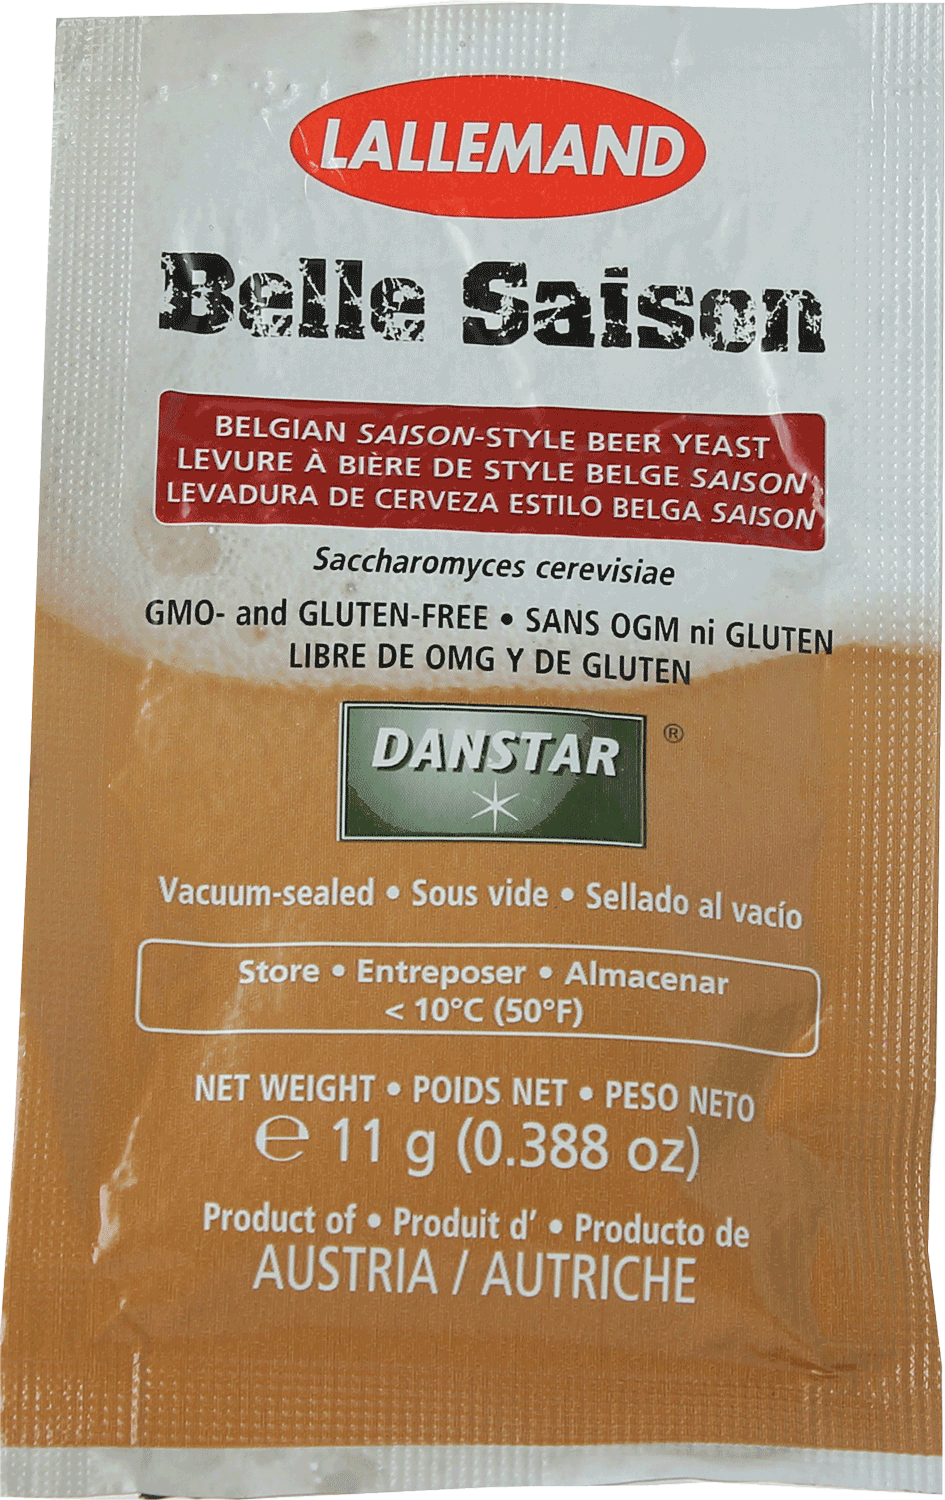 LALLEMAND
Belle Saison
BELGIAN SAISON-STYLE BEER YEAST
LEVURE À BIÈRE DE STYLE BELGE SAISON
LEVADURA DE CERVEZA ESTILO BELGA SAISON
Saccharomyces cerevisiae
GMO- and GLUTEN-FREE • SANS OGM ni GLUTEN
LIBRE DE OMG Y DE GLUTEN
DANSTAR ®
Vacuum-sealed • Sous vide • Sellado al vacío
Store • Entreposer • Almacenar
< 10°C (50°F)
NET WEIGHT • POIDS NET • PESO NETO
℮ 11 g (0.388 oz)
Product of • Produit d' • Producto de
AUSTRIA / AUTRICHE